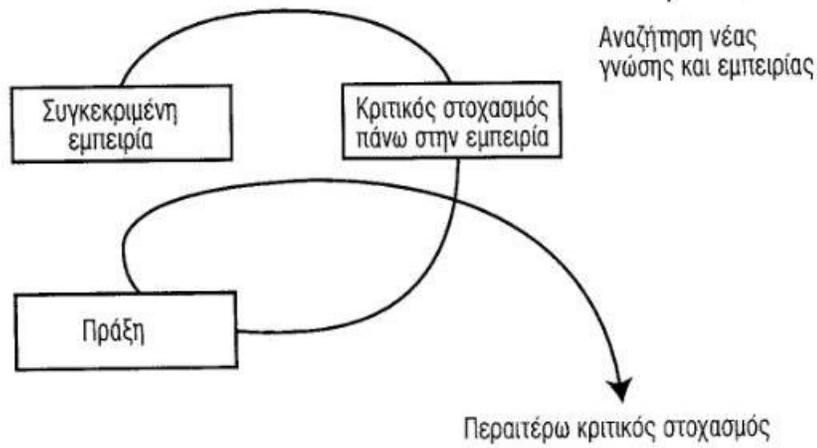 Αναζήτηση νέας
γνώσης και εμπειρίας
Συγκεκριμένη
εμπειρία
Κριτικός στοχασμός
πάνω στην εμπειρία
Πράξη
Περαιτέρω κριτικός στοχασμός